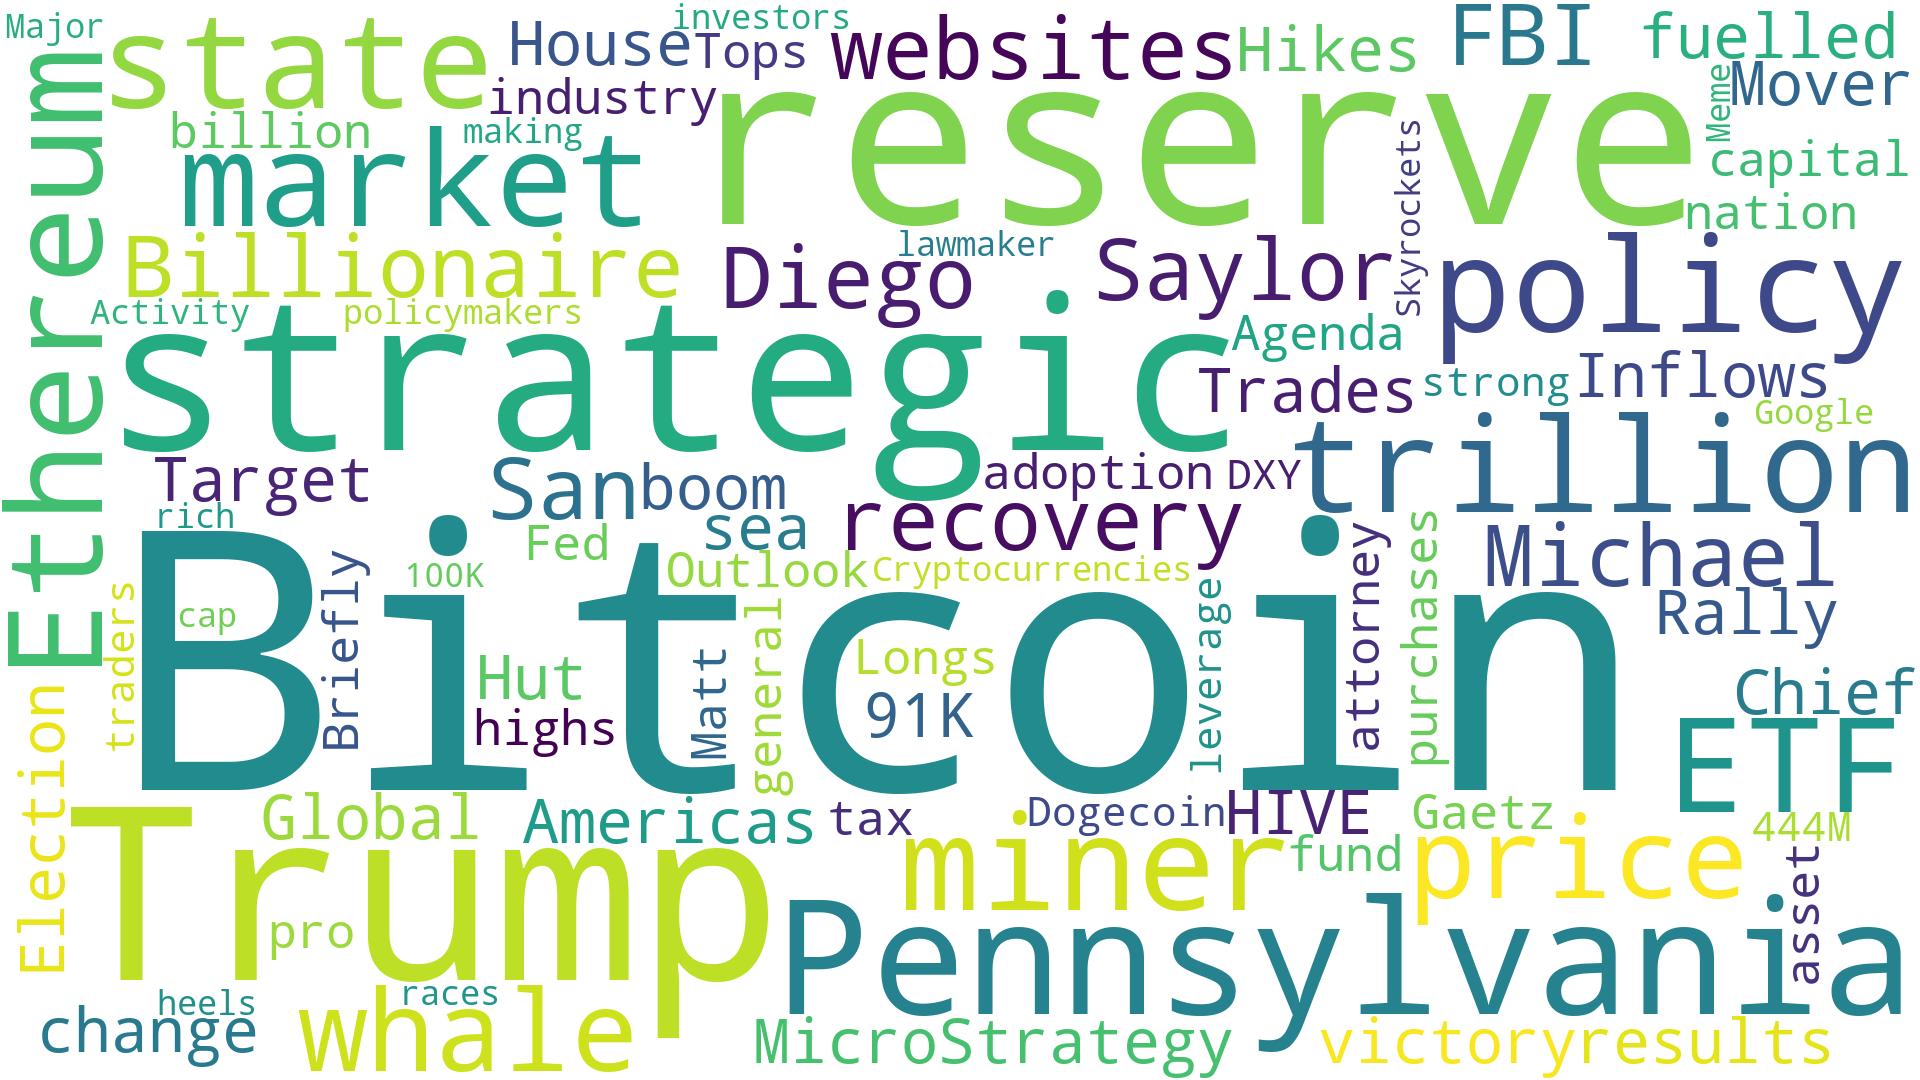 Major
investors
state
House
Tops
websites
Hikes
FBI
fuelled
Ethereum
industry
reserve
Meme
Mover
billion
making
market
Skyrockets
capital
nation
Billionaire
Diego
lawmaker
Saylor
policy
Activity
policymakers
strategic
Agenda
Trades
strong
Inflows
Google
Target
San
boom
adoption
DXY
trillion
rich
sea
recovery
Fed
Outlook
Cryptocurrencies
100K
attorney
purchases
Michael
Rally
traders
cap
Briefly
Bitcoin
Hut
highs
Matt
general
Longs
91K
leverage
Chief
ETF
Election
Trump
Global
Americas
tax
Dogecoin
HIVE
Gaetz
444M
miner
fund
price
asset
pro
Pennsylvania
heels
races
change
whale
MicroStrategy
victory
results